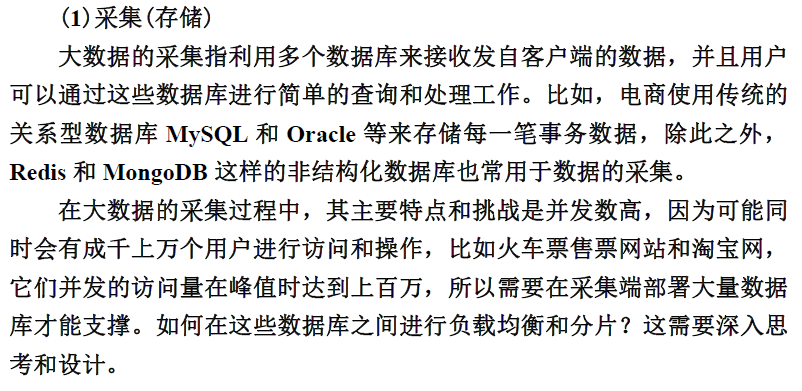 (1)采集(存储)
大数据的采集指利用多个数据库来接收发自客户端的数据，并且用户
可以通过这些数据库进行简单的查询和处理工作。比如，电商使用传统的
关系型数据库 MySQL 和 Oracle 等来存储每一笔事务数据，除此之外，
Redis 和 MongoDB 这样的非结构化数据库也常用于数据的采集。
在大数据的采集过程中，其主要特点和挑战是并发数高，因为可能同
时会有成千上万个用户进行访问和操作，比如火车票售票网站和淘宝网，
它们并发的访问量在峰值时达到上百万，所以需要在采集端部署大量数据
库才能支撑。如何在这些数据库之间进行负载均衡和分片？这需要深入思
考和设计。